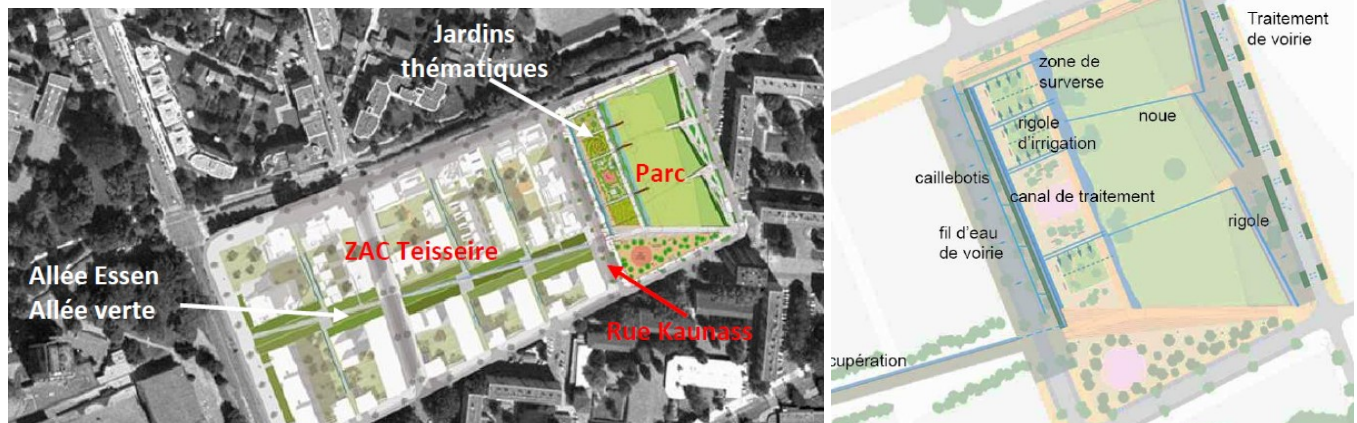 Jardins
thématiques
Parc
ZAC Teisseire
Allée Essen
Allée verte
Rue Kaunass
Traitement
de voirie
zone de
surverse
noue
rigole
d'irrigation
caillebotis
canal de traitement
rigole
fil d'eau
de voirie
cupération